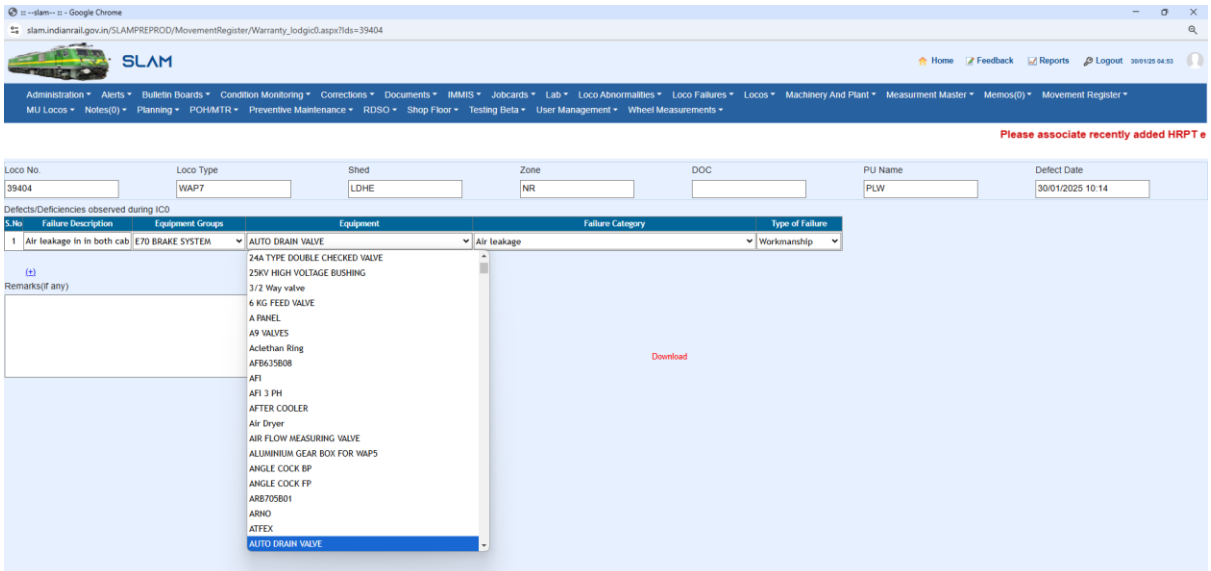 :: --slam-- :: - Google Chrome
slam.indianrail.gov.in/SLAMPREPROD/MovementRegister/Warranty_lodgic0.aspx?lds=39404
SLAM
Home Feedback Reports Logout 30/01/25 04:53
Administration Alerts Bulletin Boards Condition Monitoring Corrections Documents IMMIS Jobcards Lab Loco Abnormalities Loco Failures Locos Machinery And Plant Measurment Master Memos(0) Movement Register
MU Locos Notes(0) Planning POH/MTR Preventive Maintenance RDSO Shop Floor Testing Beta User Management Wheel Measurements
Please associate recently added HRPT e
Loco No. Loco Type Shed Zone DOC PU Name Defect Date
39404 WAP7 LDHE NR PLW 30/01/2025 10:14
Defects/Deficiencies observed during IC0
S.No Failure Description Equipment Groups Equipment Failure Category Type of Failure
1 Air leakage in in both cab E70 BRAKE SYSTEM AUTO DRAIN VALVE Air leakage Workmanship
(+)
Remarks(if any)
24A TYPE DOUBLE CHECKED VALVE
25KV HIGH VOLTAGE BUSHING
3/2 Way valve
6 KG FEED VALVE
A PANEL
A9 VALVES
Aclethan Ring
AFB635B08
AFI
AFI 3 PH
AFTER COOLER
Air Dryer
AIR FLOW MEASURING VALVE
ALUMINIUM GEAR BOX FOR WAP5
ANGLE COCK BP
ANGLE COCK FP
ARB705B01
ARNO
ATFEX
AUTO DRAIN VALVE
Download